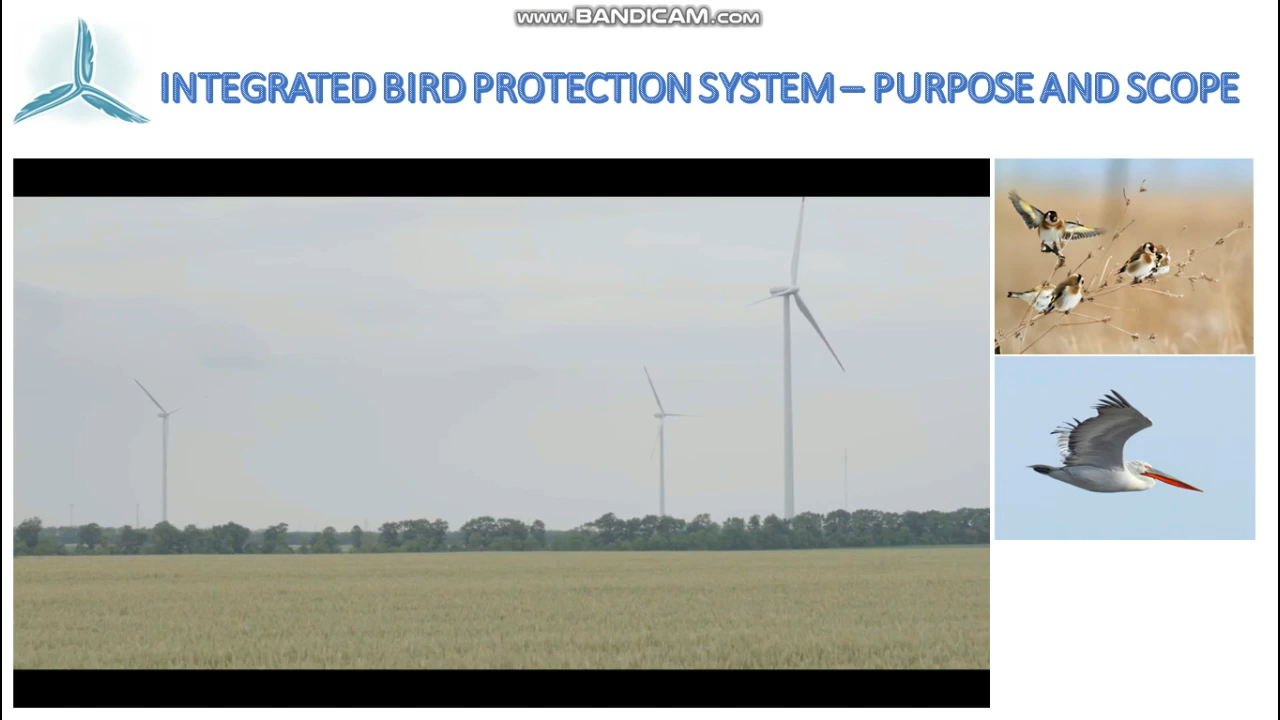 www.BANDICAM.com
INTEGRATED BIRD PROTECTION SYSTEM – PURPOSE AND SCOPE